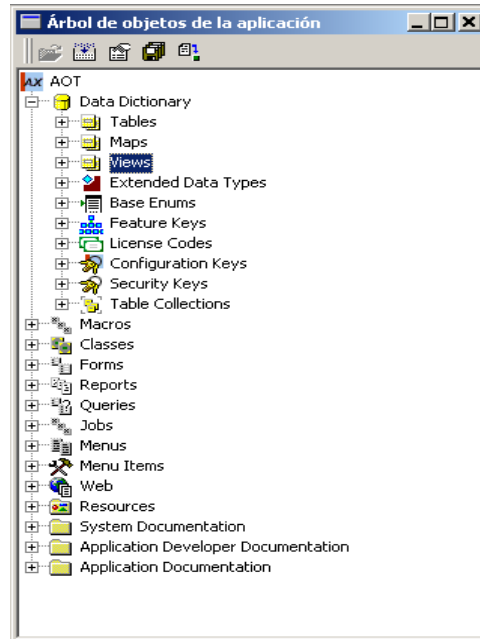 Árbol de objetos de la aplicación
AX AOT
Data Dictionary
Tables
Maps
Views
Extended Data Types
Base Enums
Feature Keys
License Codes
Configuration Keys
Security Keys
Table Collections
Macros
Classes
Forms
Reports
Queries
Jobs
Menus
Menu Items
Web
Resources
System Documentation
Application Developer Documentation
Application Documentation